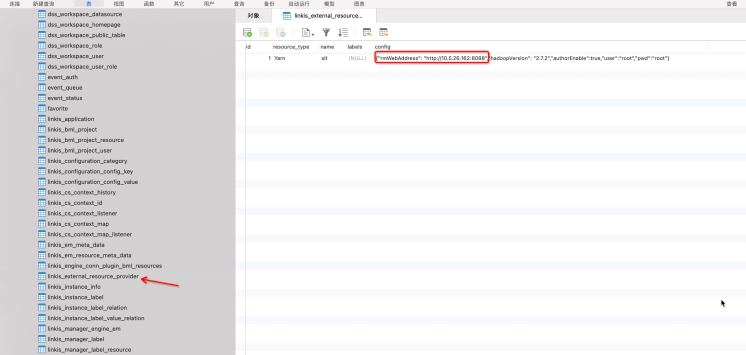 连接 新建查询 表 视图 函数 其它 用户 查询 备份 自动运行 模型 图表 查看
dss_workspace_datasource
dss_workspace_homepage
dss_workspace_public_table
dss_workspace_role
dss_workspace_user
dss_workspace_user_role
event_auth
event_queue
event_status
favorite
linkis_application
linkis_bml_project
linkis_bml_project_resource
linkis_bml_project_user
linkis_configuration_category
linkis_configuration_config_key
linkis_configuration_config_value
linkis_cs_context_history
linkis_cs_context_id
linkis_cs_context_listener
linkis_cs_context_map
linkis_cs_context_map_listener
linkis_em_meta_data
linkis_em_resource_meta_data
linkis_engine_conn_plugin_bml_resources
linkis_external_resource_provider
linkis_instance_info
linkis_instance_label
linkis_instance_label_relation
linkis_instance_label_value_relation
linkis_manager_engine_em
linkis_manager_label
linkis_manager_label_resource
对象 linkis_external_resource...
id resource_type name labels config
1 Yarn sit (NULL) {"rmWebAddress": "http://10.5.26.162:8088","hadoopVersion": "2.7.2","authorEnable":true,"user":"root","pwd":"root"}